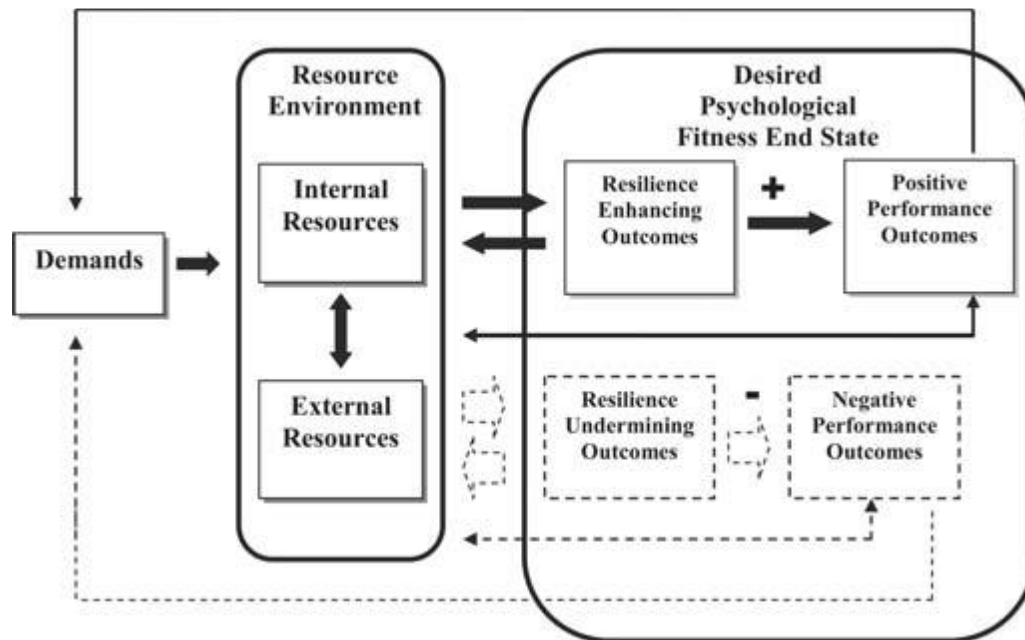 Resource
Environment
Desired
Psychological
Fitness End State
Demands
Internal
Resources
External
Resources
Resilience
Enhancing
Outcomes
+
Positive
Performance
Outcomes
Resilience
Undermining
Outcomes
-
Negative
Performance
Outcomes